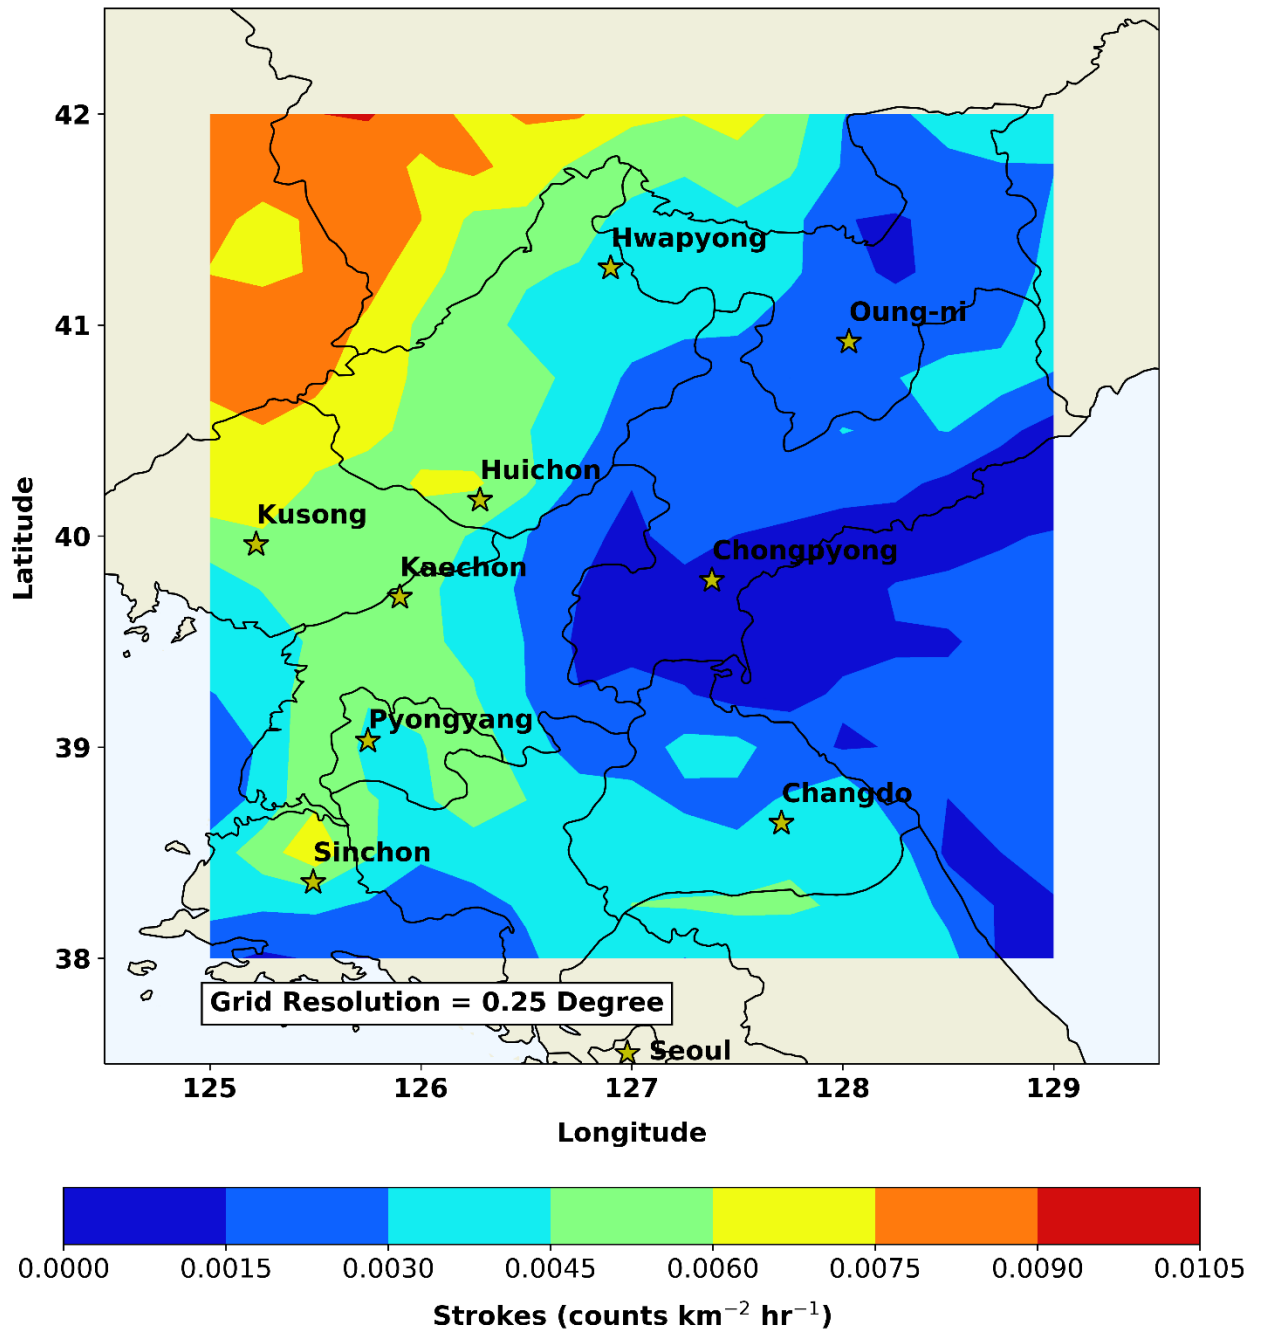 42
41
40
39
38
Latitude
Hwapyong
Oung-ni
Huichon
Kusong
Chongpyong
Kaechon
Pyongyang
Changdo
Sinchon
Grid Resolution = 0.25 Degree
Seoul
125 126 127 128 129
Longitude
0.0000 0.0015 0.0030 0.0045 0.0060 0.0075 0.0090 0.0105
Strokes (counts km⁻² hr⁻¹)